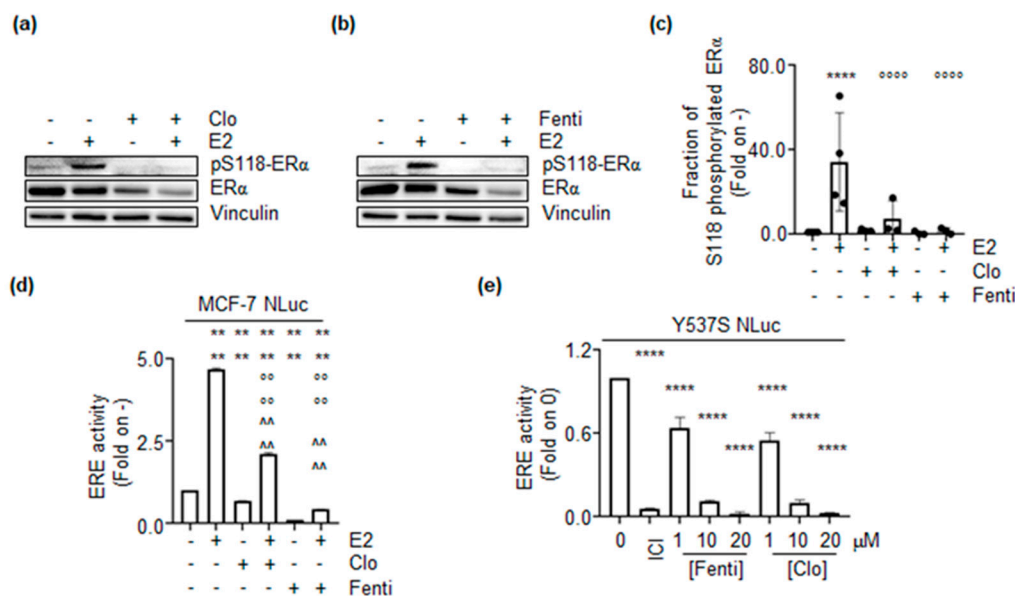 (a)
- - + + Clo
- + - + E2
pS118-ERα
ERα
Vinculin
(b)
- - + + Fenti
- + - + E2
pS118-ERα
ERα
Vinculin
(c)
Fraction of
S118 phosphorylated ERα
(Fold on -)
80.0
40.0
0.0
**** °°°° °°°°
- + - + - + E2
- - + + - - Clo
- - - - + + Fenti
(d)
MCF-7 NLuc
** ** ** ** **
** ** ** ** **
°° °°
°° °°
^^ ^^
^^ ^^
ERE activity
(Fold on -)
5.0
2.5
0.0
- + - + - + E2
- - + + - - Clo
- - - - + + Fenti
(e)
Y537S NLuc
ERE activity
(Fold on 0)
1.2
0.6
0.0
**** **** **** **** **** **** ****
0 ICI 1 10 20 1 10 20 μM
[Fenti] [Clo]